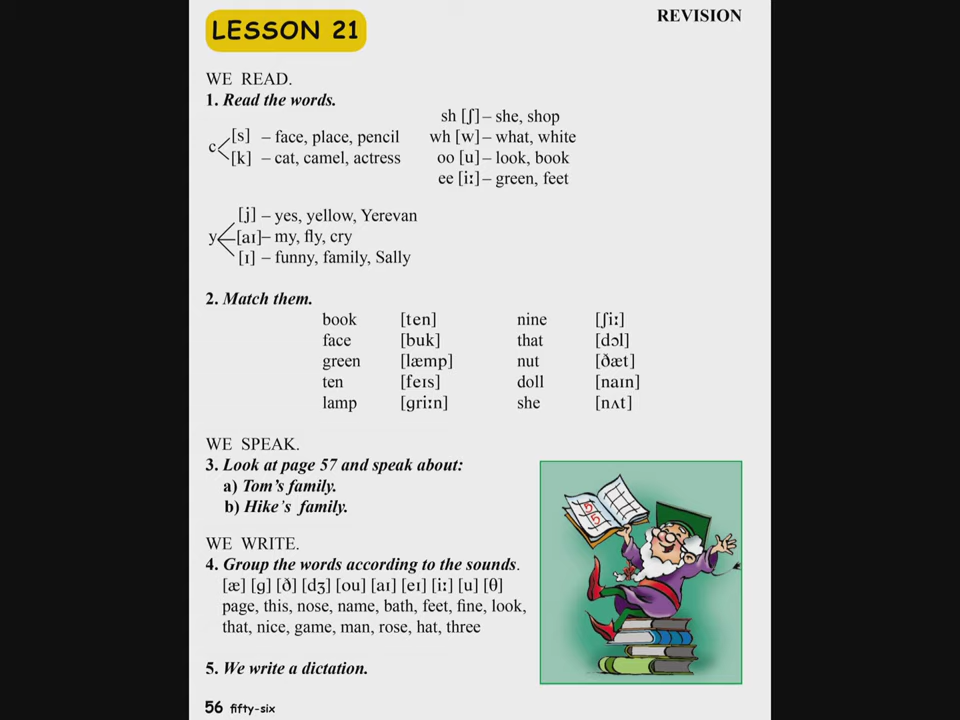 REVISION
LESSON 21
WE READ.
1. Read the words.
c [s] – face, place, pencil
[k] – cat, camel, actress
sh [ʃ] – she, shop
wh [w] – what, white
oo [u] – look, book
ee [iː] – green, feet
y [j] – yes, yellow, Yerevan
[aɪ] – my, fly, cry
[ɪ] – funny, family, Sally
2. Match them.
book [ten] nine [ʃiː]
face [buk] that [dɔl]
green [læmp] nut [ðæt]
ten [feɪs] doll [naɪn]
lamp [ɡriːn] she [nʌt]
WE SPEAK.
3. Look at page 57 and speak about:
a) Tom’s family.
b) Hike’s family.
WE WRITE.
4. Group the words according to the sounds.
[æ] [ɡ] [ð] [dʒ] [ou] [aɪ] [eɪ] [iː] [u] [θ]
page, this, nose, name, bath, feet, fine, look,
that, nice, game, man, rose, hat, three
5. We write a dictation.
5
5
56 fifty-six